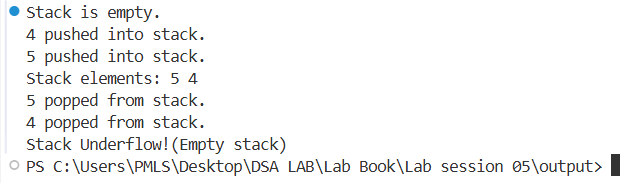 Stack is empty.
4 pushed into stack.
5 pushed into stack.
Stack elements: 5 4
5 popped from stack.
4 popped from stack.
Stack Underflow!(Empty stack)
PS C:\Users\PMLS\Desktop\DSA LAB\Lab Book\Lab session 05\output>